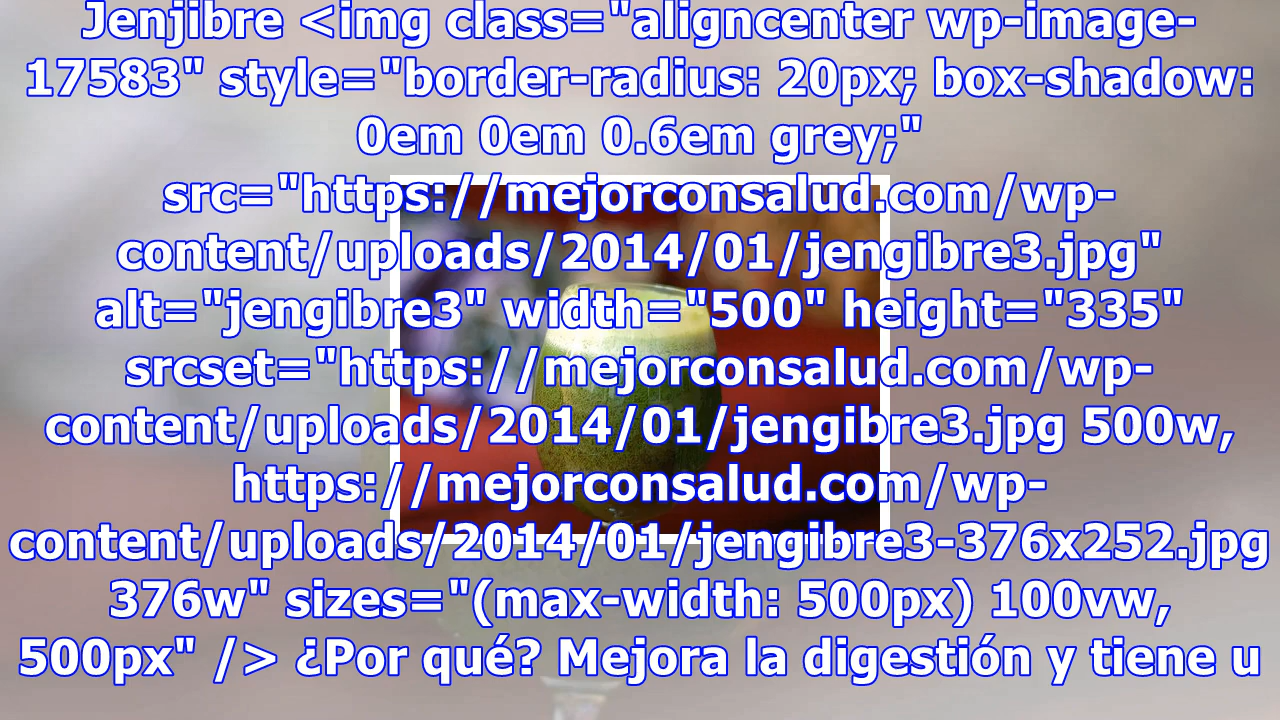 Jenjibre <img class="aligncenter wp-image-
17583" style="border-radius: 20px; box-shadow:
0em 0em 0.6em grey;"
src="https://mejorconsalud.com/wp-
content/uploads/2014/01/jengibre3.jpg"
alt="jengibre3" width="500" height="335"
srcset="https://mejorconsalud.com/wp-
content/uploads/2014/01/jengibre3.jpg 500w,
https://mejorconsalud.com/wp-
content/uploads/2014/01/jengibre3-376x252.jpg
376w" sizes="(max-width: 500px) 100vw,
500px" /> ¿Por qué? Mejora la digestión y tiene u